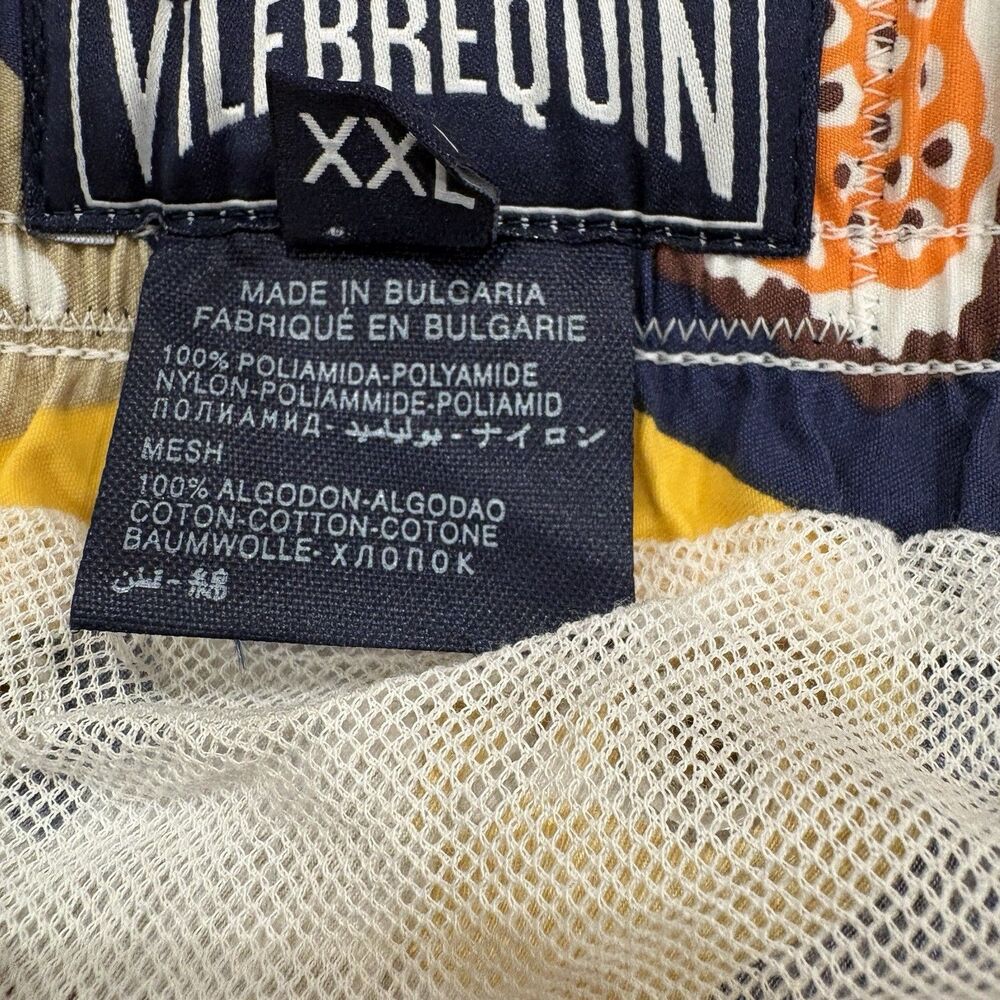 VILEBREQUIN
XXL
MADE IN BULGARIA
FABRIQUÉ EN BULGARIE
100% POLIAMIDA-POLYAMIDE
NYLON-POLIAMMIDE-POLIAMID
ПОЛИАМИД- بولياميد - ナイロン
MESH
100% ALGODON-ALGODAO
COTON-COTTON-COTONE
BAUMWOLLE- ХЛОПОК
قطن - 綿